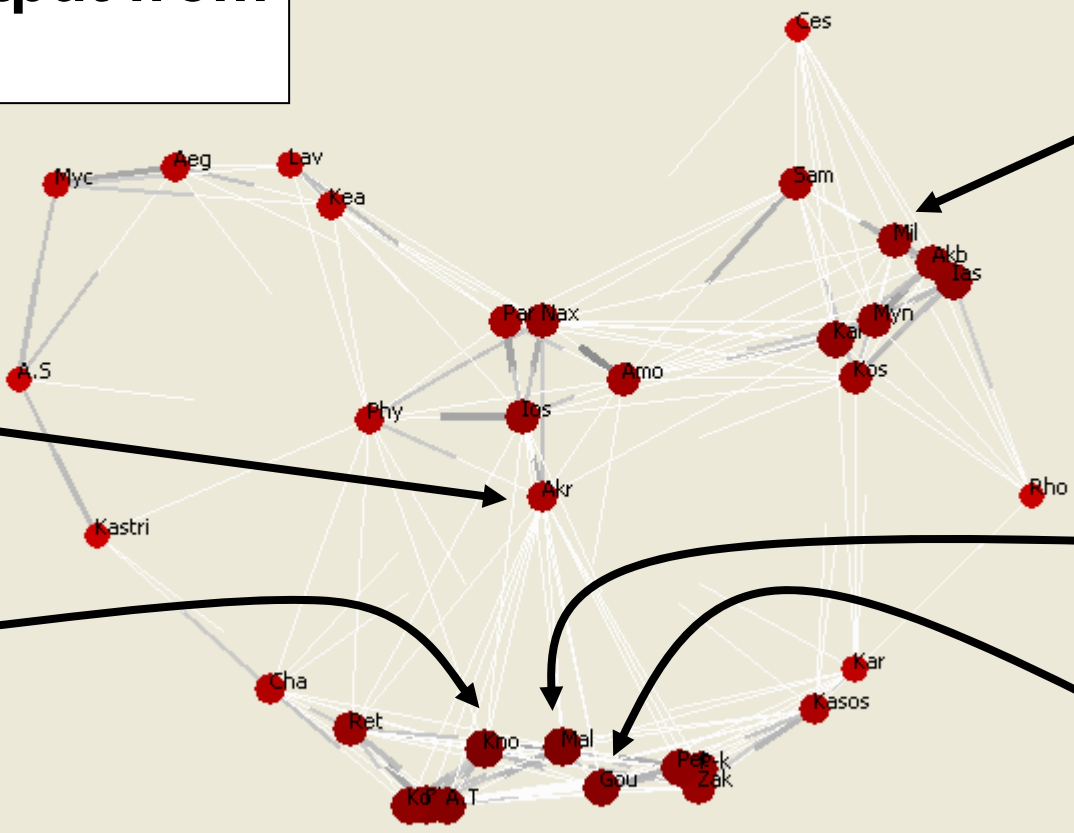 Ces
Myc
Aeg
Lav
Kea
Sam
Mil
Akb
Ias
Par
Nax
Myn
Kal
Kos
Amo
A.S
Phy
Ios
Akr
Rho
Kastri
Kar
Cha
Kasos
Ret
Kno
Mal
Gou
P-k
Zak
A.T